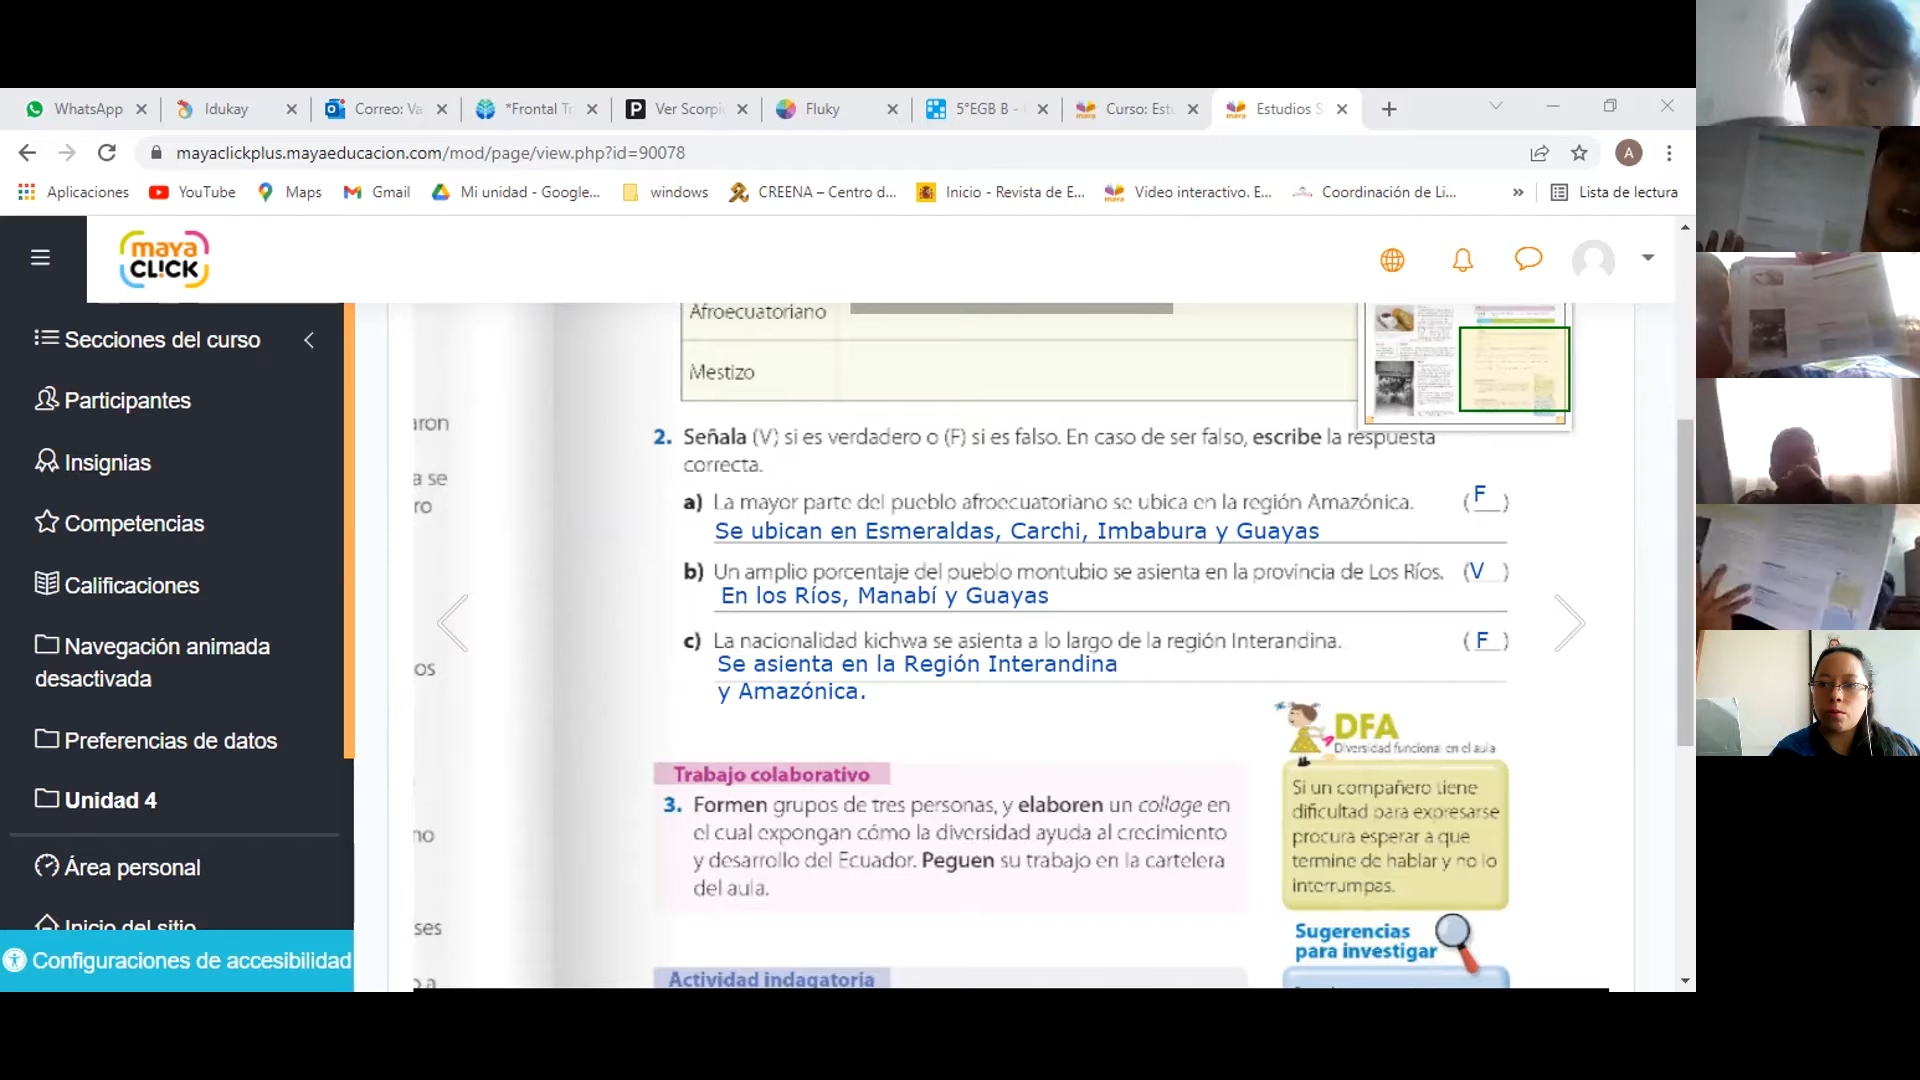 WhatsApp
Idukay
Correo: Va
*Frontal Tr
Ver Scorpi
Fluky
5°EGB B -
Curso: Estu
Estudios S
mayaclickplus.mayaeducacion.com/mod/page/view.php?id=90078
A
Aplicaciones
YouTube
Maps
Gmail
Mi unidad - Google...
windows
CREENA – Centro d...
Inicio - Revista de E...
Video interactivo. E...
Coordinación de Li...
»
Lista de lectura
maya
CL!CK
Secciones del curso
Participantes
Insignias
Competencias
Calificaciones
Navegación animada
desactivada
Preferencias de datos
Unidad 4
Área personal
Inicio del sitio
Configuraciones de accesibilidad
aron
a se
ro
os
no
ses
o a
Afroecuatoriano
Mestizo
2. Señala (V) si es verdadero o (F) si es falso. En caso de ser falso, escribe la respuesta
correcta.
a) La mayor parte del pueblo afroecuatoriano se ubica en la región Amazónica. (F)
Se ubican en Esmeraldas, Carchi, Imbabura y Guayas
b) Un amplio porcentaje del pueblo montubio se asienta en la provincia de Los Ríos. (V)
En los Ríos, Manabí y Guayas
c) La nacionalidad kichwa se asienta a lo largo de la región Interandina. (F)
Se asienta en la Región Interandina
y Amazónica.
Trabajo colaborativo
3. Formen grupos de tres personas, y elaboren un collage en
el cual expongan cómo la diversidad ayuda al crecimiento
y desarrollo del Ecuador. Peguen su trabajo en la cartelera
del aula.
DFA
Diversidad funcional en el aula
Si un compañero tiene
dificultad para expresarse
procura esperar a que
termine de hablar y no lo
interrumpas.
Sugerencias
para investigar
Actividad indagatoria